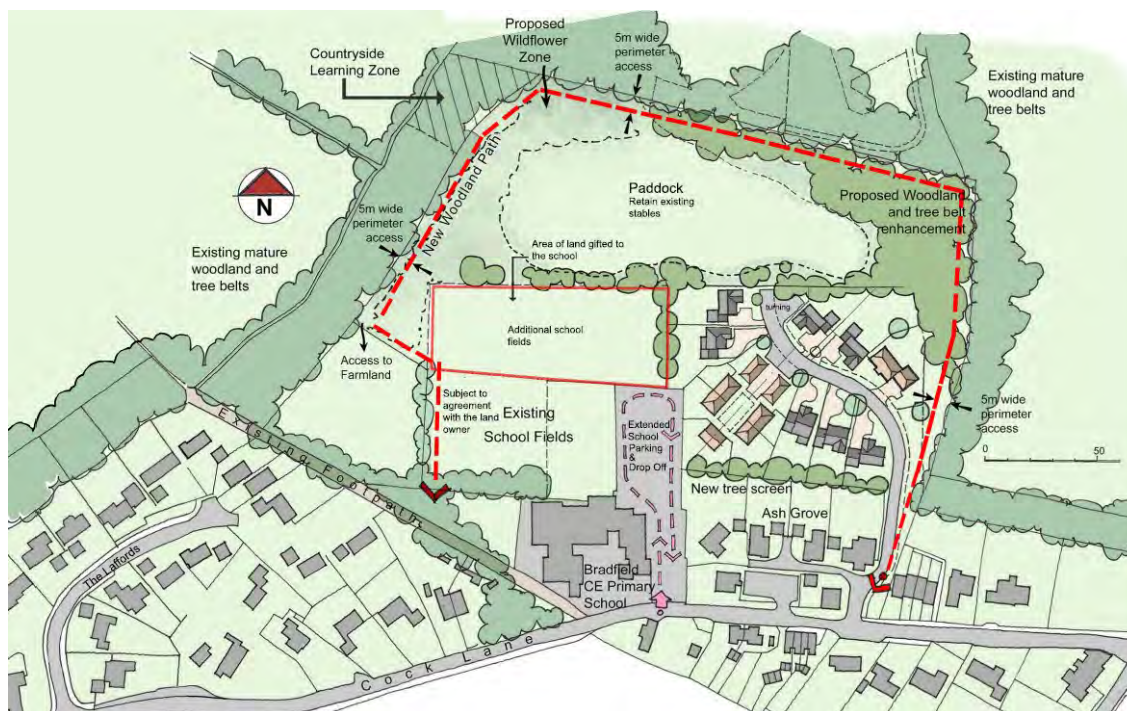 Proposed
Wildflower
Zone
5m wide
perimeter
access
Countryside
Learning Zone
Existing mature
woodland and
tree belts
New Woodland Path
N
5m wide
perimeter
access
Paddock
Retain existing
stables
Proposed Woodland
and tree belt
enhancement
Existing mature
woodland and
tree belts
Area of land gifted to
the school
turning
Additional school
fields
Access to
Farmland
Subject to
agreement
with the land
owner
Existing
School Fields
Extended
School
Parking
&
Drop Off
5m wide
perimeter
access
0
50
New tree screen
Ash Grove
Existing Footpath
The Laffords
Bradfield
CE Primary
School
Cock Lane